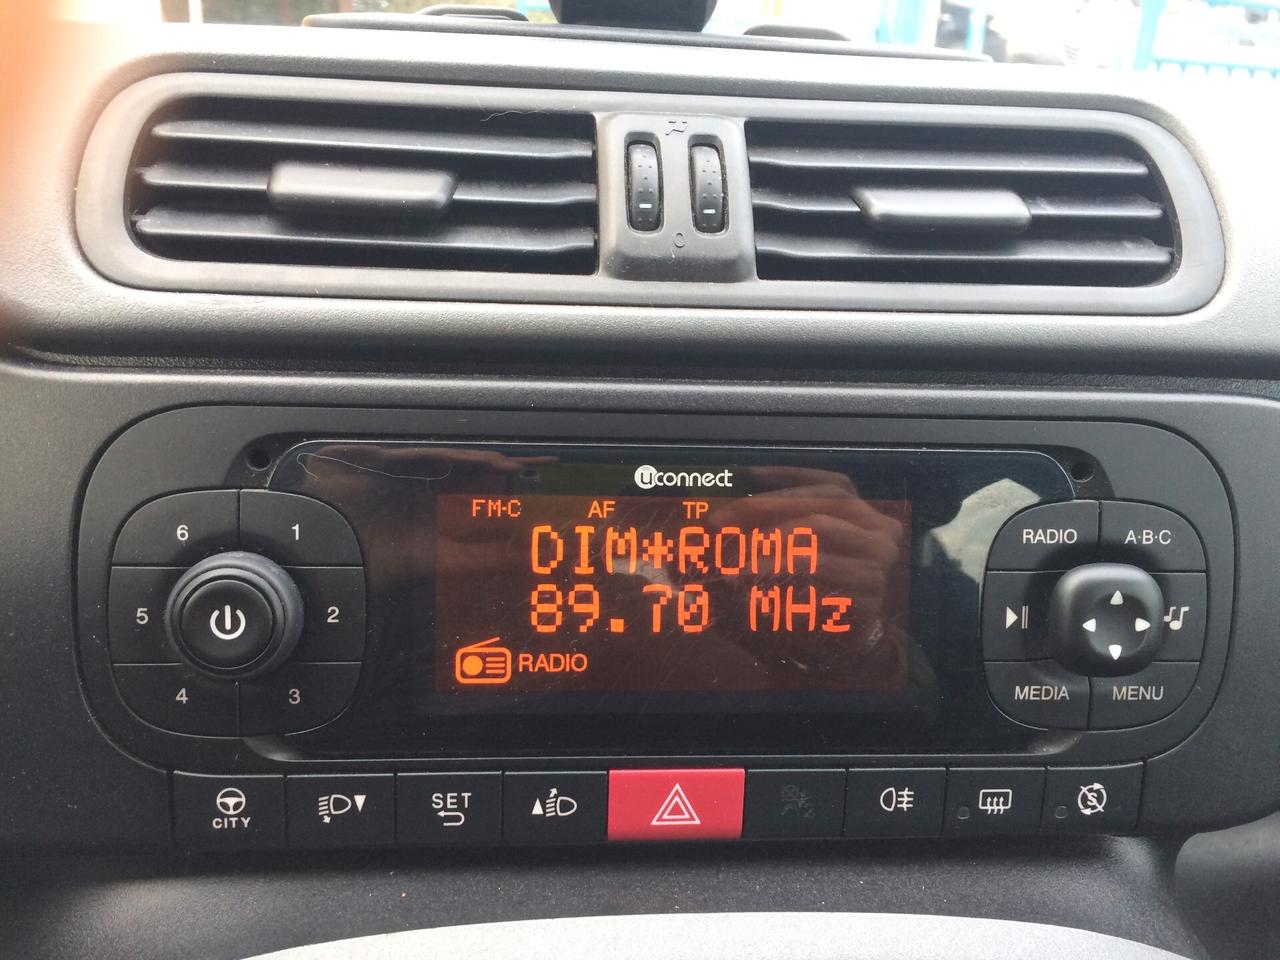 uconnect
FM-C AF TP
DIM*ROMA
89.70 MHz
RADIO
6 1
5 2
4 3
RADIO A·B·C
MEDIA MENU
CITY
SET